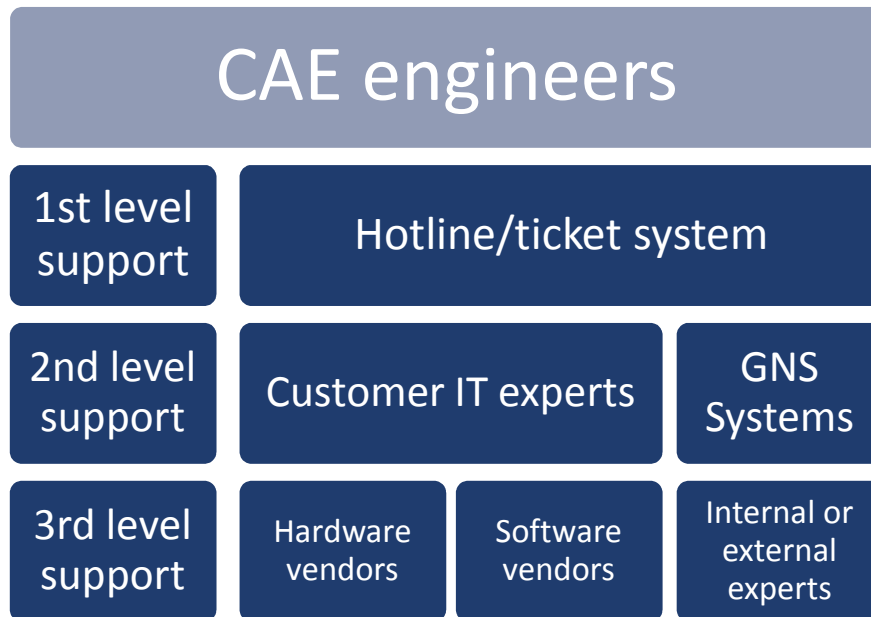 CAE engineers
1st level
support
Hotline/ticket system
2nd level
support
Customer IT experts
GNS
Systems
3rd level
support
Hardware
vendors
Software
vendors
Internal or
external
experts